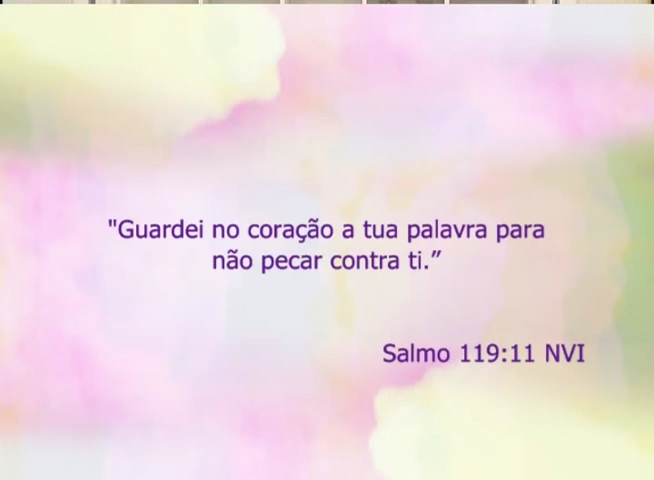 "Guardei no coração a tua palavra para
não pecar contra ti.”
Salmo 119:11 NVI